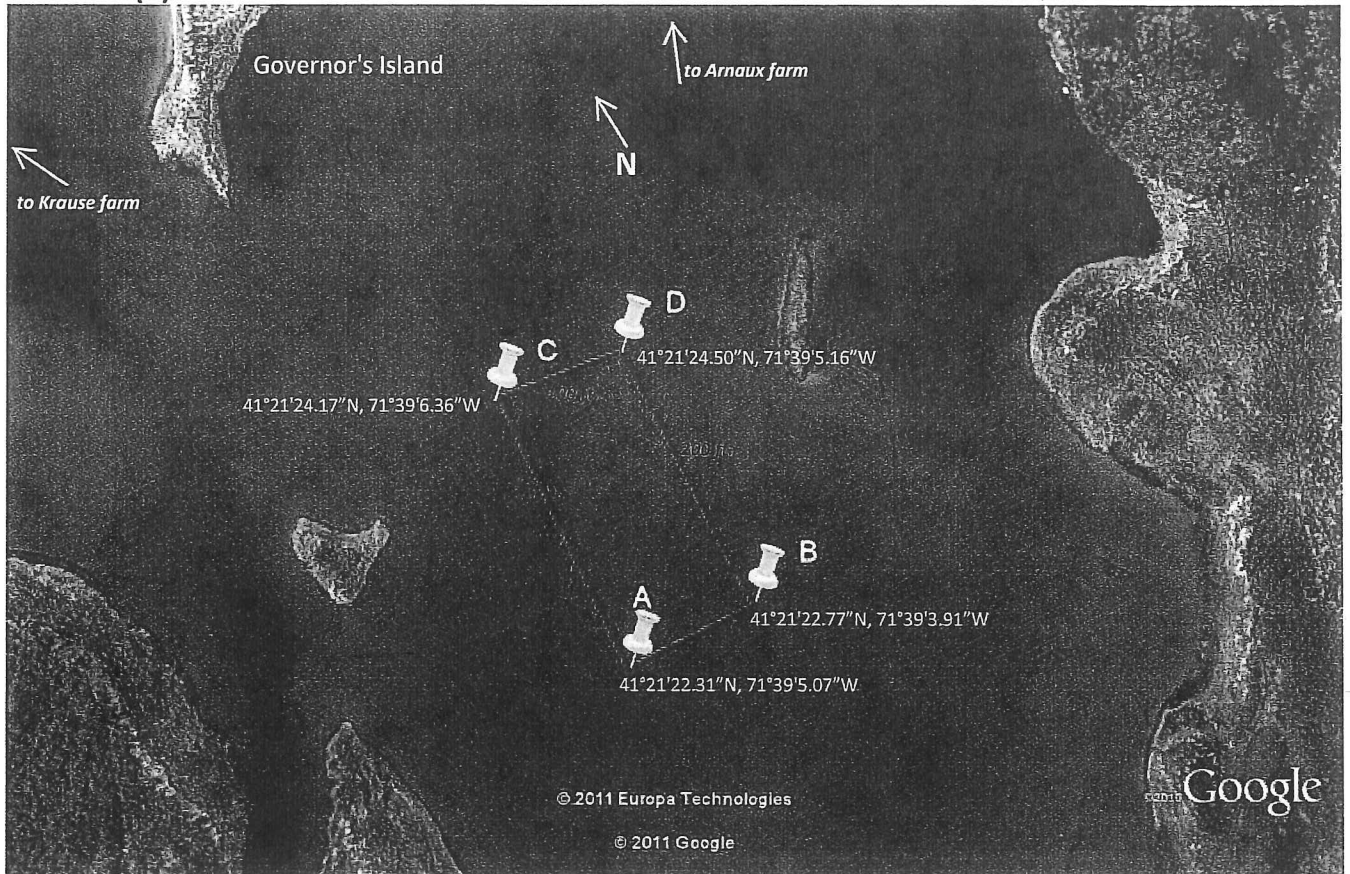 Governor's Island
to Arnaux farm
N
to Krause farm
D
41°21'24.50"N, 71°39'5.16"W
C
41°21'24.17"N, 71°39'6.36"W
B
41°21'22.77"N, 71°39'3.91"W
A
41°21'22.31"N, 71°39'5.07"W
Google
© 2011 Europa Technologies
© 2011 Google